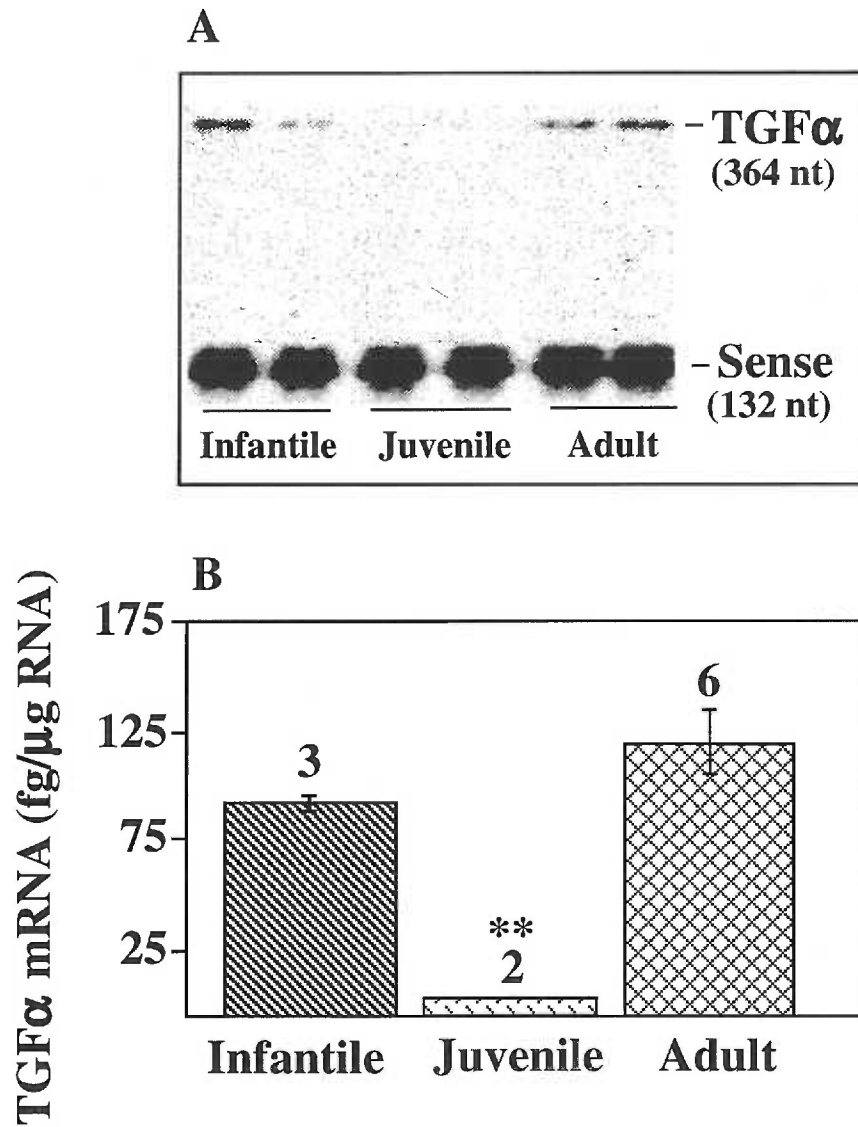 A
– TGFα
(364 nt)
– Sense
(132 nt)
Infantile Juvenile Adult
B
TGFα mRNA (fg/µg RNA)
175
125
75
25
3
**
2
6
Infantile Juvenile Adult